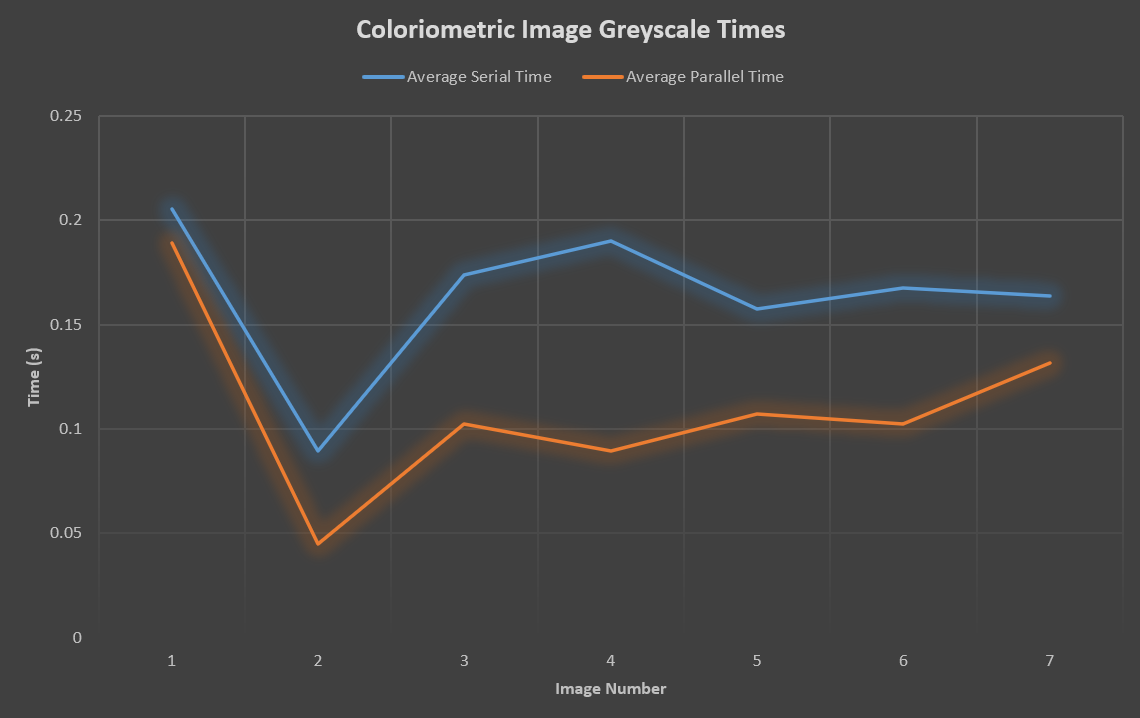 Coloriometric Image Greyscale Times
Average Serial Time Average Parallel Time
0.25
0.2
0.15
0.1
0.05
0
Time (s)
1 2 3 4 5 6 7
Image Number